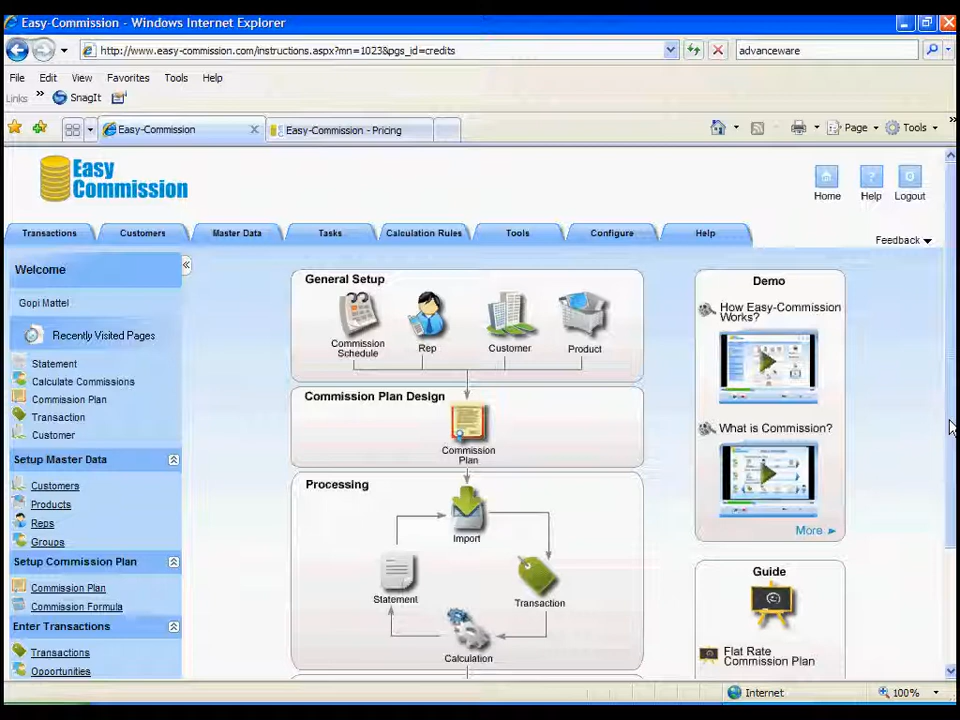 Easy-Commission - Windows Internet Explorer
http://www.easy-commission.com/instructions.aspx?mn=1023&pgs_id=credits
advanceware
File Edit View Favorites Tools Help
Links » SnagIt
Easy-Commission
Easy-Commission - Pricing
Page Tools »
Easy
Commission
Home Help Logout
Transactions Customers Master Data Tasks Calculation Rules Tools Configure Help
Feedback
Welcome
Gopi Mattel
Recently Visited Pages
Statement
Calculate Commissions
Commission Plan
Transaction
Customer
Setup Master Data
Customers
Products
Reps
Groups
Setup Commission Plan
Commission Plan
Commission Formula
Enter Transactions
Transactions
Opportunities
General Setup
Commission
Schedule
Rep
Customer
Product
Commission Plan Design
Commission
Plan
Processing
Import
Statement
Transaction
Calculation
Demo
How Easy-Commission
Works?
What is Commission?
More
Guide
Flat Rate
Commission Plan
Internet
100%